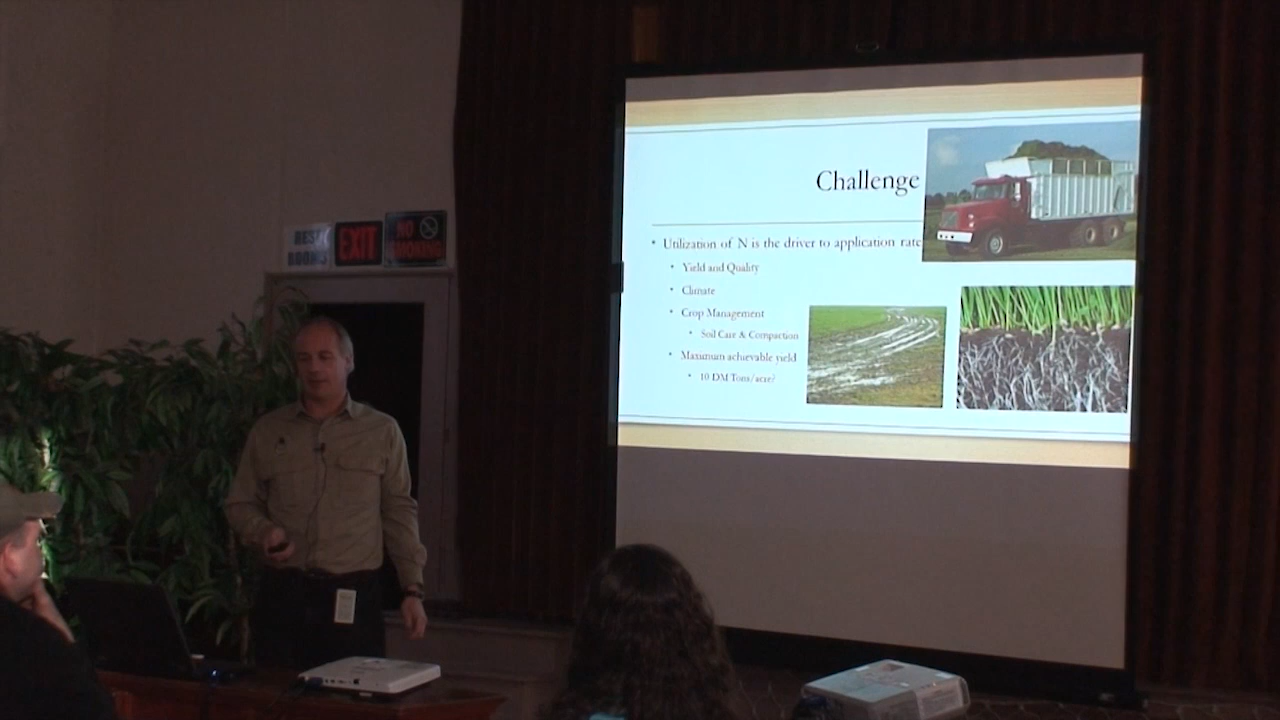 REST
ROOMS
EXIT
NO
SMOKING
Challenge
• Utilization of N is the driver to application rate
• Yield and Quality
• Climate
• Crop Management
• Soil Care & Compaction
• Maximum achievable yield
• 10 DM Tons/acre?